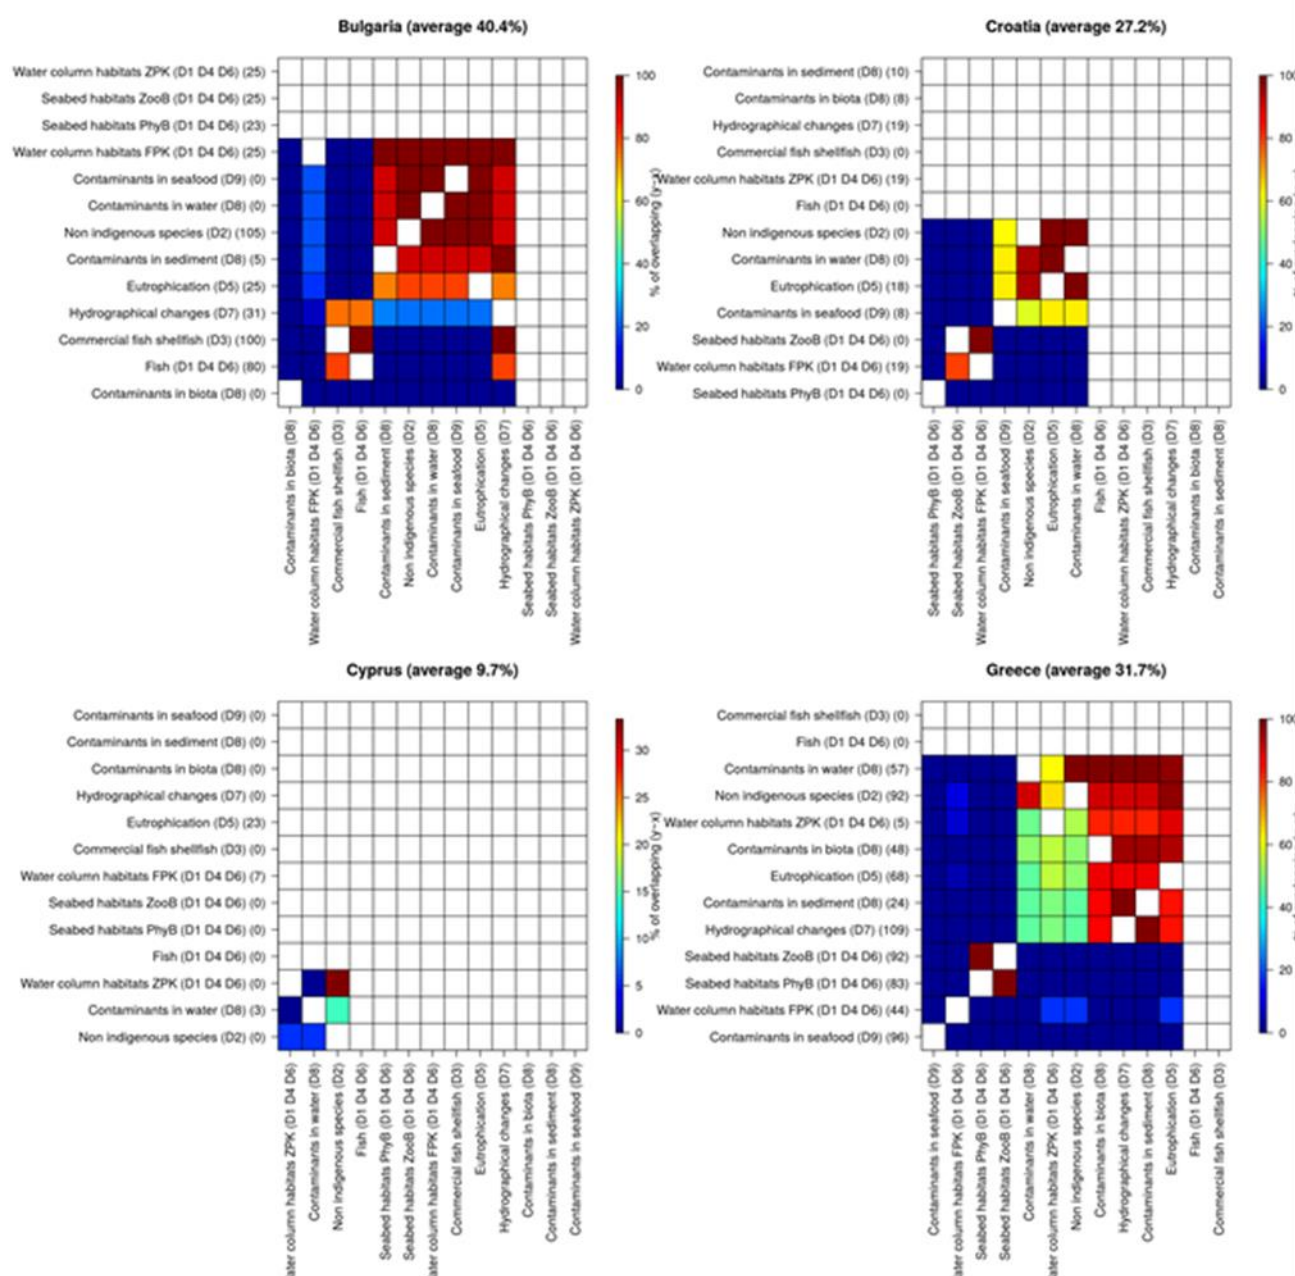 Bulgaria (average 40.4%)
Water column habitats ZPK (D1 D4 D6) (25)
Seabed habitats ZooB (D1 D4 D6) (25)
Seabed habitats PhyB (D1 D4 D6) (23)
Water column habitats FPK (D1 D4 D6) (25)
Contaminants in seafood (D9) (0)
Contaminants in water (D8) (0)
Non indigenous species (D2) (105)
Contaminants in sediment (D8) (5)
Eutrophication (D5) (25)
Hydrographical changes (D7) (31)
Commercial fish shellfish (D3) (100)
Fish (D1 D4 D6) (80)
Contaminants in biota (D8) (0)
Contaminants in biota (D8)
Water column habitats FPK (D1 D4 D6)
Commercial fish shellfish (D3)
Fish (D1 D4 D6)
Contaminants in sediment (D8)
Non indigenous species (D2)
Contaminants in water (D8)
Contaminants in seafood (D9)
Eutrophication (D5)
Hydrographical changes (D7)
Seabed habitats PhyB (D1 D4 D6)
Seabed habitats ZooB (D1 D4 D6)
Water column habitats ZPK (D1 D4 D6)
100
80
60
40
20
0
% of overlapping (y-x)
Croatia (average 27.2%)
Contaminants in sediment (D8) (10)
Contaminants in biota (D8) (8)
Hydrographical changes (D7) (19)
Commercial fish shellfish (D3) (0)
Water column habitats ZPK (D1 D4 D6) (19)
Fish (D1 D4 D6) (0)
Non indigenous species (D2) (0)
Contaminants in water (D8) (0)
Eutrophication (D5) (18)
Contaminants in seafood (D9) (8)
Seabed habitats ZooB (D1 D4 D6) (0)
Water column habitats FPK (D1 D4 D6) (19)
Seabed habitats PhyB (D1 D4 D6) (0)
Seabed habitats PhyB (D1 D4 D6)
Seabed habitats ZooB (D1 D4 D6)
Water column habitats FPK (D1 D4 D6)
Contaminants in seafood (D9)
Non indigenous species (D2)
Eutrophication (D5)
Contaminants in water (D8)
Fish (D1 D4 D6)
Water column habitats ZPK (D1 D4 D6)
Commercial fish shellfish (D3)
Hydrographical changes (D7)
Contaminants in biota (D8)
Contaminants in sediment (D8)
80
60
40
20
0
Cyprus (average 9.7%)
Contaminants in seafood (D9) (0)
Contaminants in sediment (D8) (0)
Contaminants in biota (D8) (0)
Hydrographical changes (D7) (0)
Eutrophication (D5) (23)
Commercial fish shellfish (D3) (0)
Water column habitats FPK (D1 D4 D6) (7)
Seabed habitats ZooB (D1 D4 D6) (0)
Seabed habitats PhyB (D1 D4 D6) (0)
Fish (D1 D4 D6) (0)
Water column habitats ZPK (D1 D4 D6) (0)
Contaminants in water (D8) (3)
Non indigenous species (D2) (0)
ater column habitats ZPK (D1 D4 D6)
Contaminants in water (D8)
Non indigenous species (D2)
Fish (D1 D4 D6)
Seabed habitats PhyB (D1 D4 D6)
Seabed habitats ZooB (D1 D4 D6)
ater column habitats FPK (D1 D4 D6)
Commercial fish shellfish (D3)
Eutrophication (D5)
Hydrographical changes (D7)
Contaminants in biota (D8)
Contaminants in sediment (D8)
Contaminants in seafood (D9)
30
25
20
15
10
5
0
% of overlapping (y-x)
Greece (average 31.7%)
Commercial fish shellfish (D3) (0)
Fish (D1 D4 D6) (0)
Contaminants in water (D8) (57)
Non indigenous species (D2) (92)
Water column habitats ZPK (D1 D4 D6) (5)
Contaminants in biota (D8) (48)
Eutrophication (D5) (68)
Contaminants in sediment (D8) (24)
Hydrographical changes (D7) (109)
Seabed habitats ZooB (D1 D4 D6) (92)
Seabed habitats PhyB (D1 D4 D6) (83)
Water column habitats FPK (D1 D4 D6) (44)
Contaminants in seafood (D9) (96)
Contaminants in seafood (D9)
ater column habitats FPK (D1 D4 D6)
Seabed habitats PhyB (D1 D4 D6)
Seabed habitats ZooB (D1 D4 D6)
Contaminants in water (D8)
ater column habitats ZPK (D1 D4 D6)
Non indigenous species (D2)
Contaminants in biota (D8)
Hydrographical changes (D7)
Contaminants in sediment (D8)
Eutrophication (D5)
Fish (D1 D4 D6)
Commercial fish shellfish (D3)
80
60
40
20
0